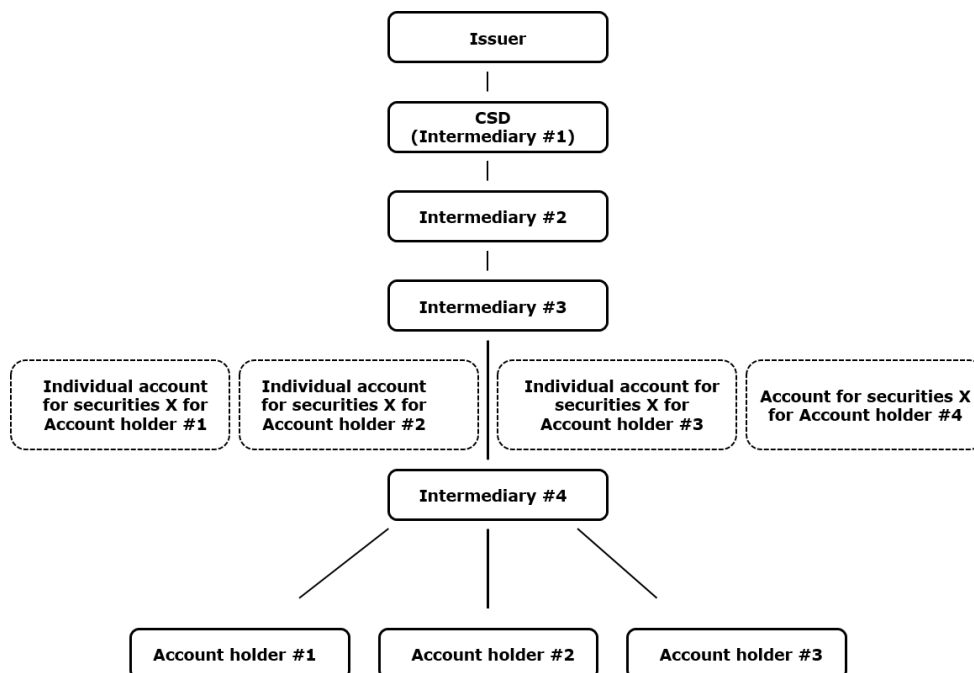 Issuer
CSD
(Intermediary #1)
Intermediary #2
Intermediary #3
Individual account
for securities X for
Account holder #1
Individual account
for securities X for
Account holder #2
Individual account for
securities X for
Account holder #3
Account for securities X
for Account holder #4
Intermediary #4
Account holder #1
Account holder #2
Account holder #3